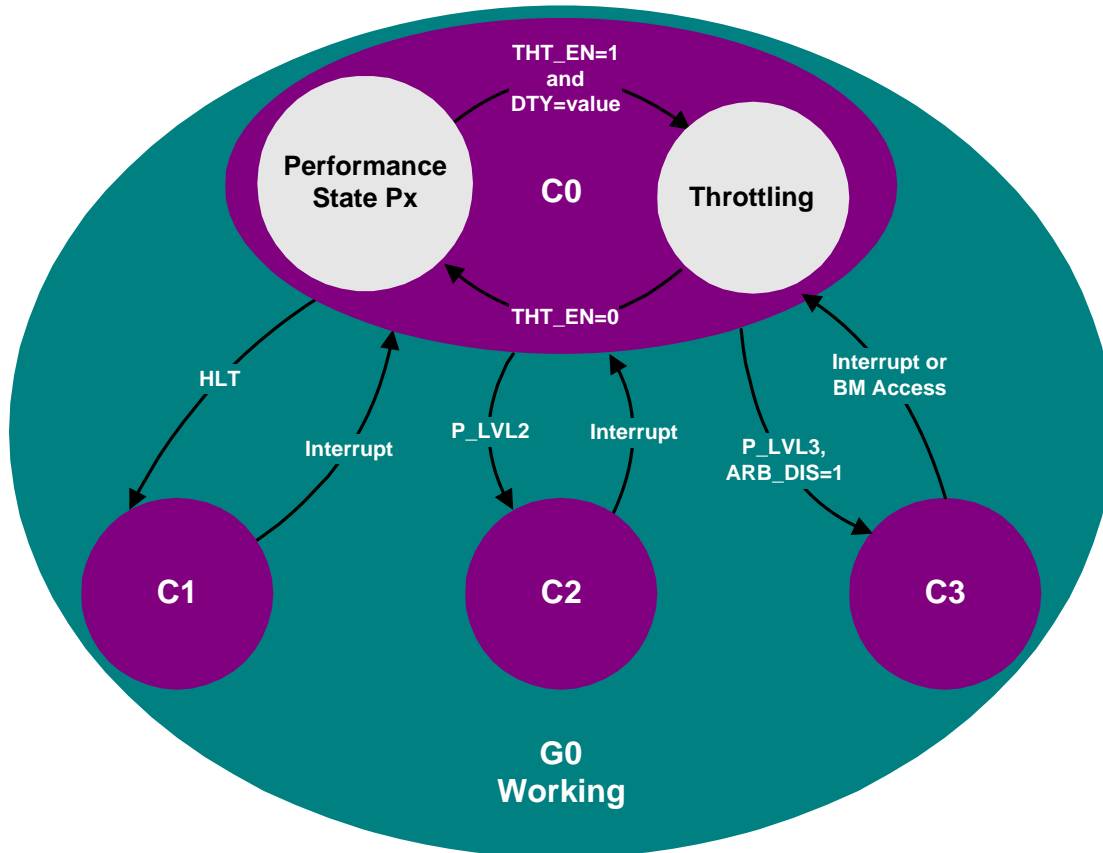 THT_EN=1
and
DTY=value
Performance
State Px
C0
Throttling
THT_EN=0
HLT
Interrupt
P_LVL2
Interrupt
Interrupt or
BM Access
P_LVL3,
ARB_DIS=1
C1
C2
C3
G0
Working